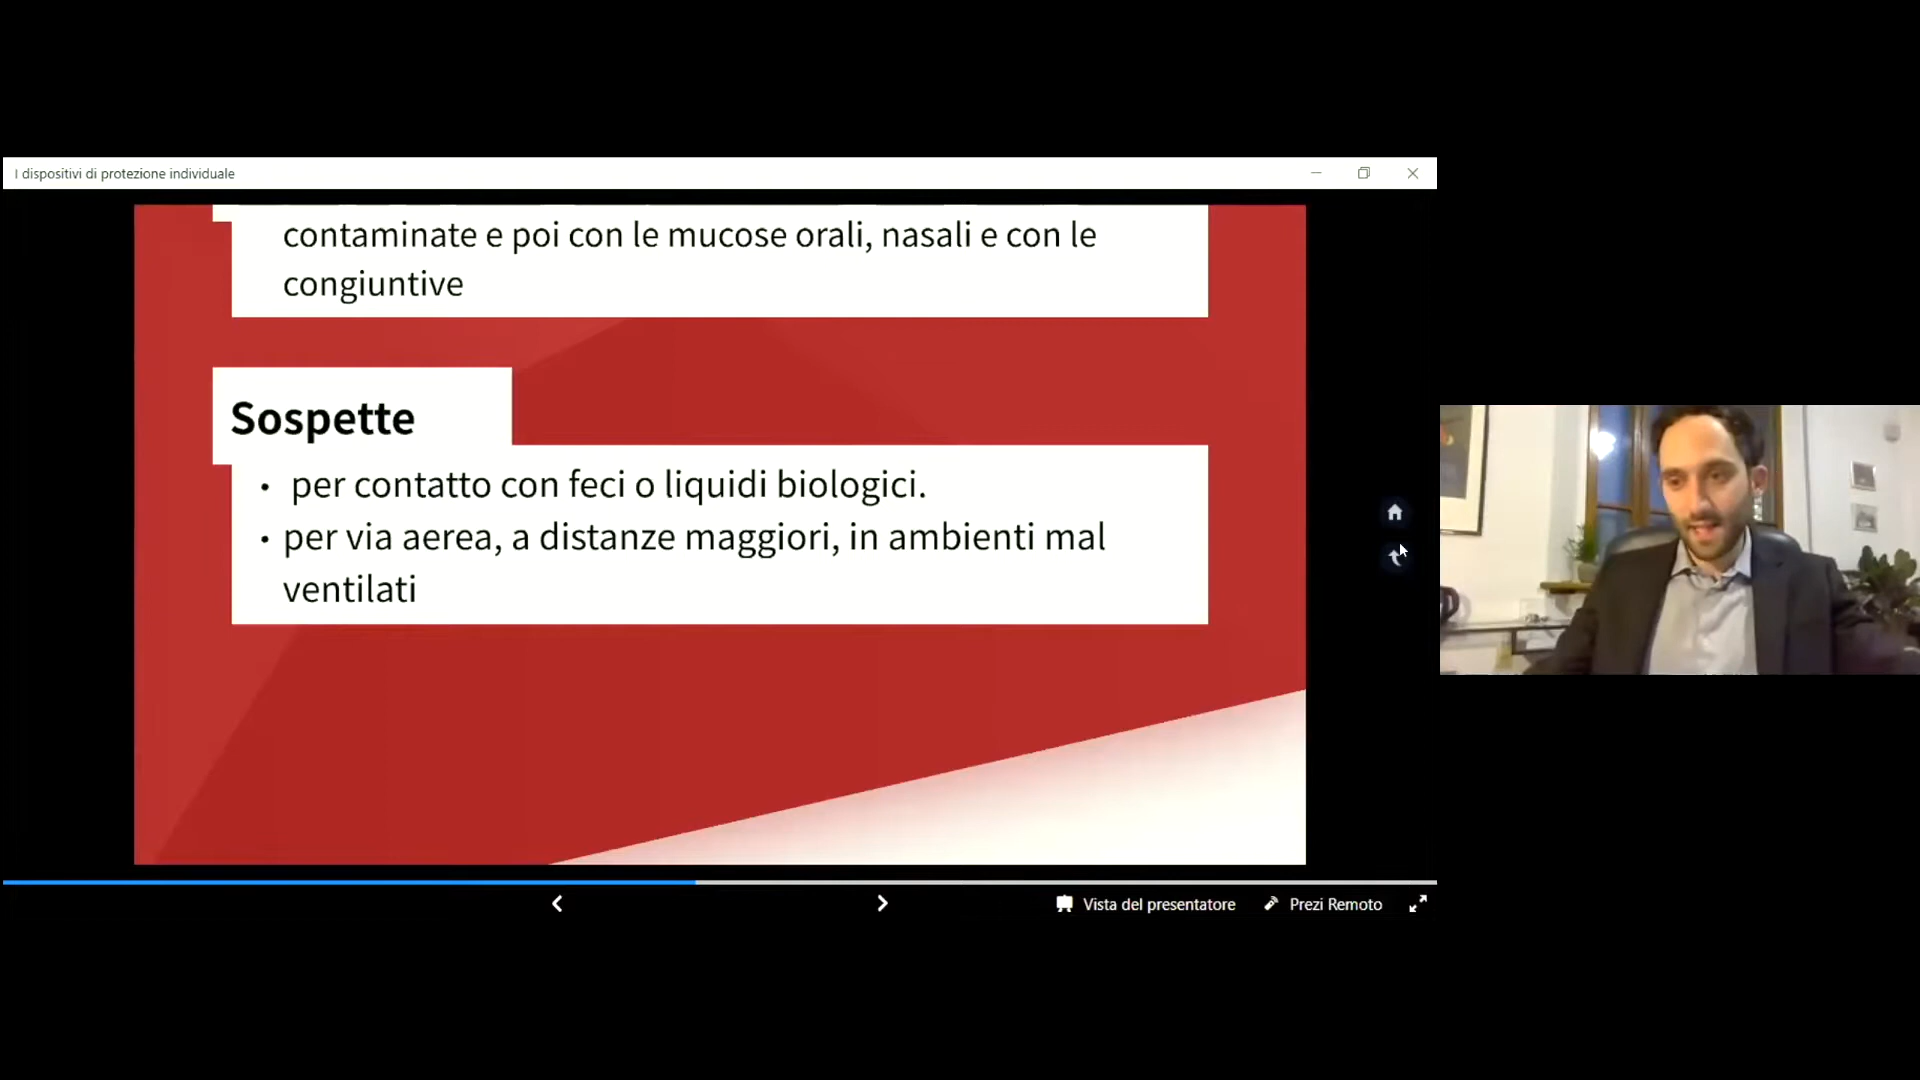 I dispositivi di protezione individuale
contaminate e poi con le mucose orali, nasali e con le
congiuntive
Sospette
• per contatto con feci o liquidi biologici.
• per via aerea, a distanze maggiori, in ambienti mal
ventilati
Vista del presentatore
Prezi Remoto